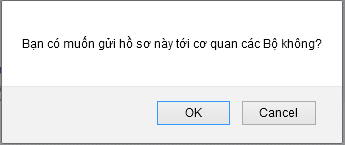 Bạn có muốn gửi hồ sơ này tới cơ quan các Bộ không?
OK
Cancel